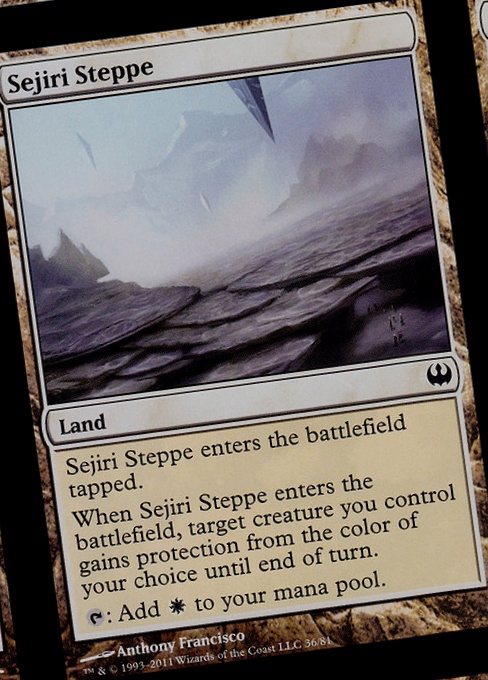 Sejiri Steppe
Land
Sejiri Steppe enters the battlefield
tapped.
When Sejiri Steppe enters the
battlefield, target creature you control
gains protection from the color of
your choice until end of turn.
: Add to your mana pool.
Anthony Francisco
™ & © 1993-2011 Wizards of the Coast LLC 36/81